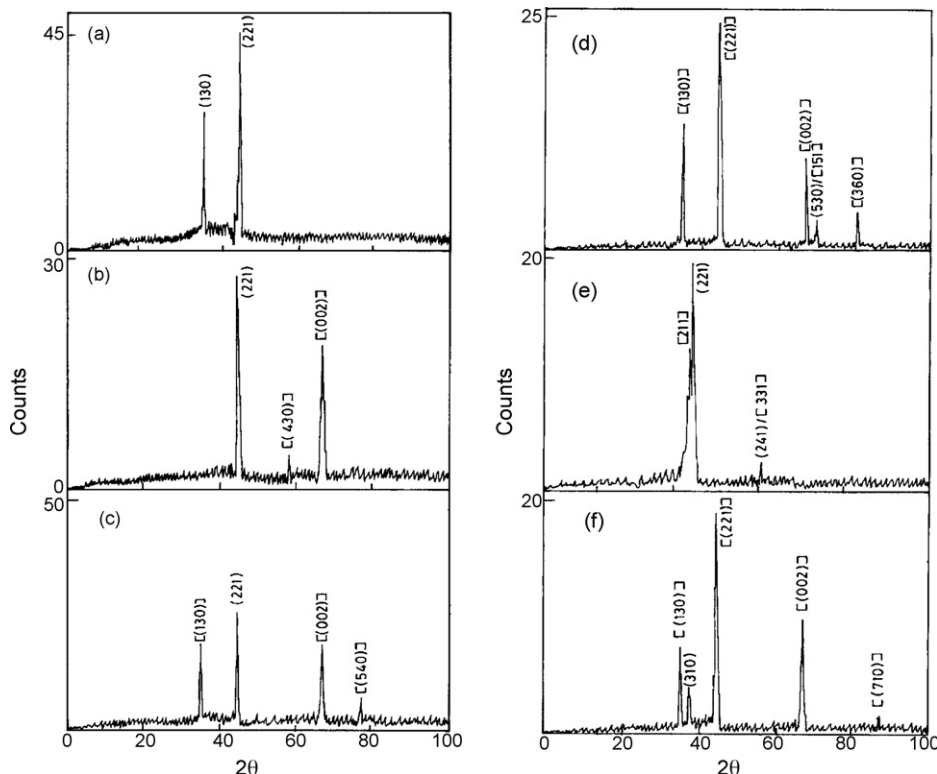 45
(a)
(130)
(221)
0
30
(b)
(221)
[(430)]
[(002)]
Counts
0
50
(c)
[(130)]
(221)
[(002)]
[(540)]
0 20 40 60 80 100
2θ
25
(d)
[(130)]
[(221)]
[(002)]
(530)/[151]
[(360)]
20
(e)
[211]
(221)
(241)/[331]
Counts
20
(f)
[(130)]
(310)
[(221)]
[(002)]
[(710)]
0 20 40 60 80 100
2θ